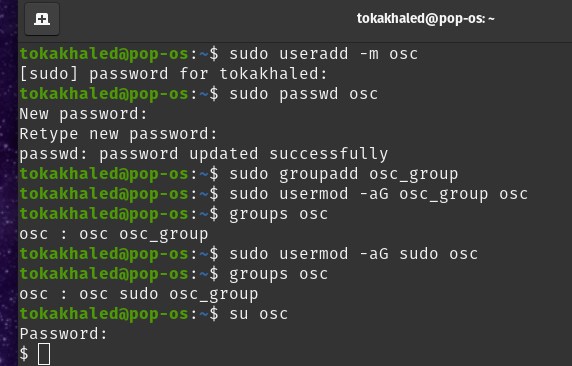 tokakhaled@pop-os: ~
tokakhaled@pop-os:~$ sudo useradd -m osc
[sudo] password for tokakhaled:
tokakhaled@pop-os:~$ sudo passwd osc
New password:
Retype new password:
passwd: password updated successfully
tokakhaled@pop-os:~$ sudo groupadd osc_group
tokakhaled@pop-os:~$ sudo usermod -aG osc_group osc
tokakhaled@pop-os:~$ groups osc
osc : osc osc_group
tokakhaled@pop-os:~$ sudo usermod -aG sudo osc
tokakhaled@pop-os:~$ groups osc
osc : osc sudo osc_group
tokakhaled@pop-os:~$ su osc
Password:
$